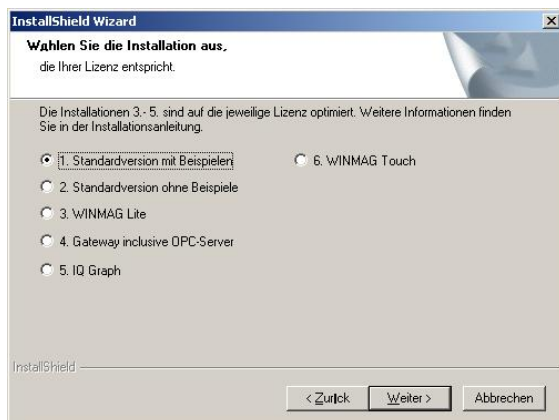 InstallShield Wizard
Wählen Sie die Installation aus,
die Ihrer Lizenz entspricht.
Die Installationen 3.- 5. sind auf die jeweilige Lizenz optimiert. Weitere Informationen finden
Sie in der Installationsanleitung.
1. Standardversion mit Beispielen
2. Standardversion ohne Beispiele
3. WINMAG Lite
4. Gateway inclusive OPC-Server
5. IQ Graph
6. WINMAG Touch
InstallShield
< Zurück
Weiter >
Abbrechen